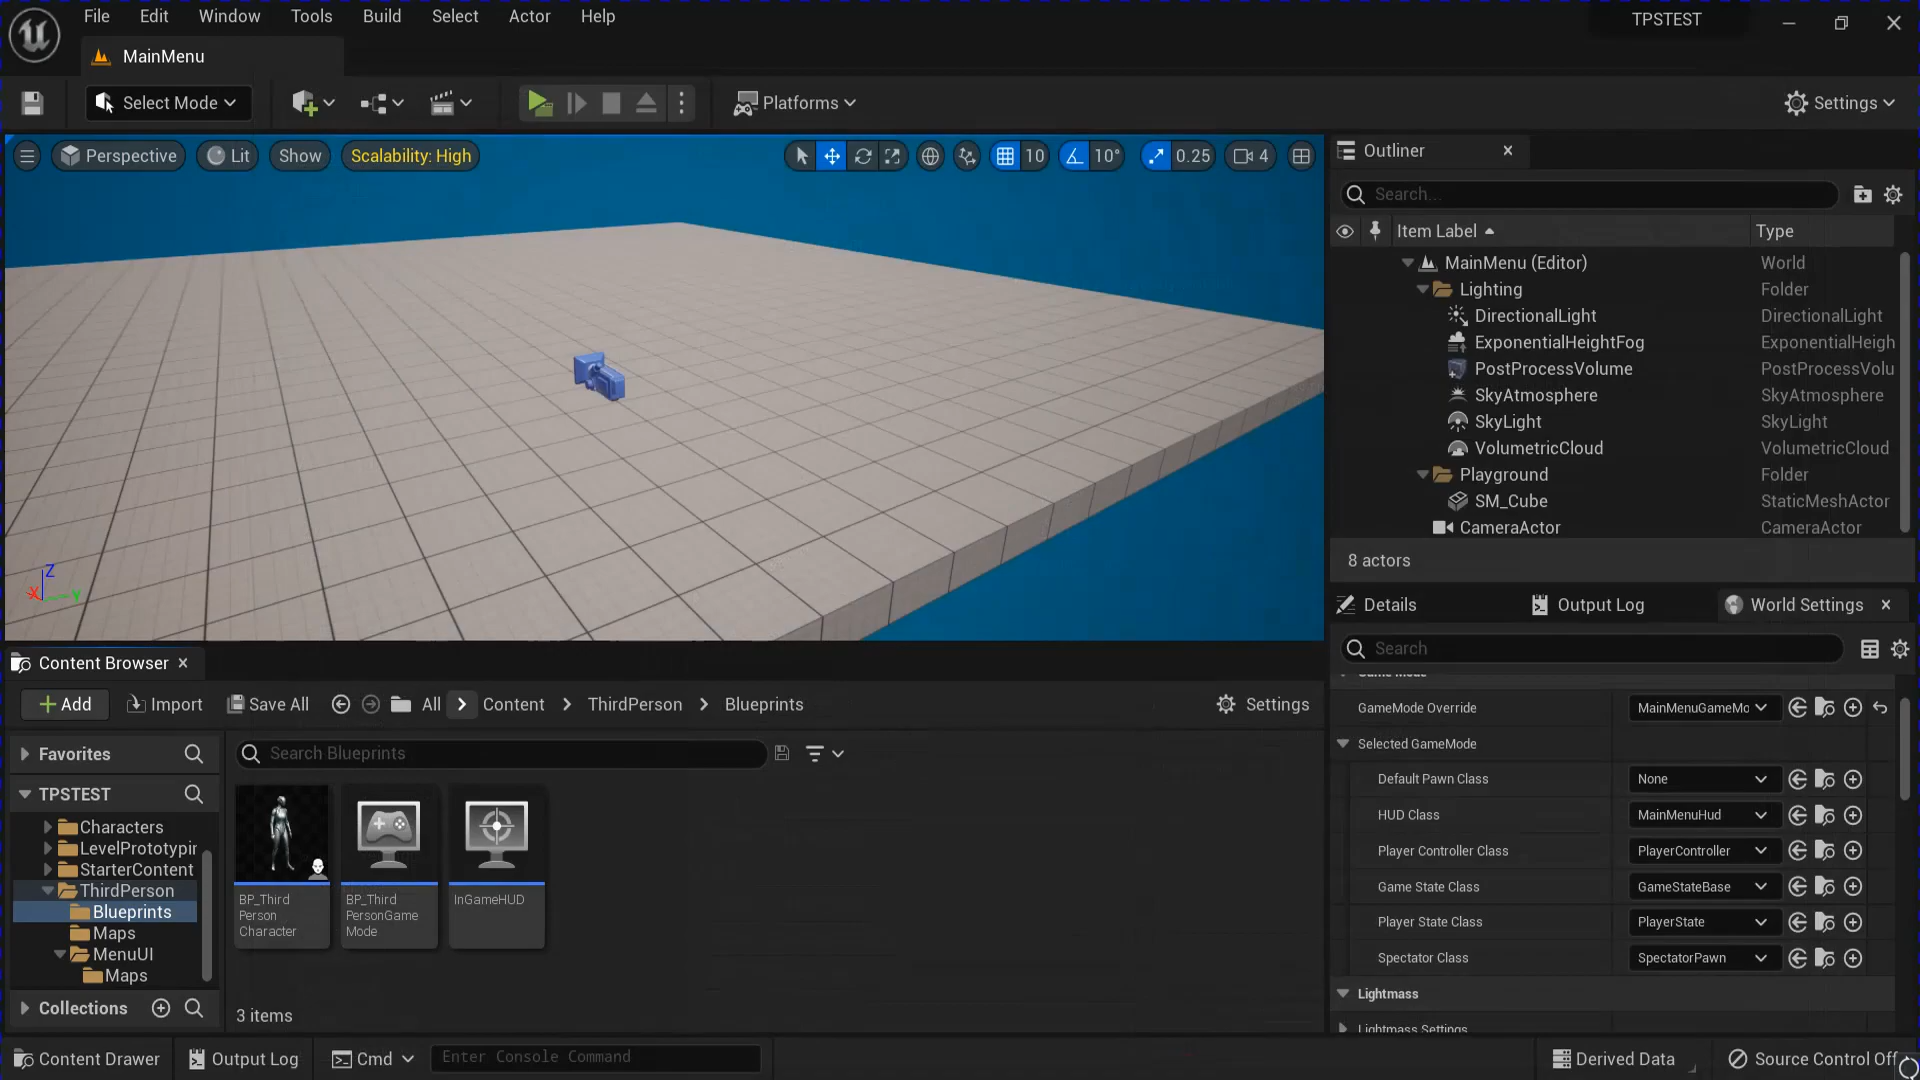 File Edit Window Tools Build Select Actor Help
TPSTEST
MainMenu
Select Mode
Platforms
Settings
Perspective Lit Show Scalability: High
10 10° 0.25 4
Outliner
Search...
Item Label Type
MainMenu (Editor) World
Lighting Folder
DirectionalLight DirectionalLight
ExponentialHeightFog ExponentialHeigh
PostProcessVolume PostProcessVolu
SkyAtmosphere SkyAtmosphere
SkyLight SkyLight
VolumetricCloud VolumetricCloud
Playground Folder
SM_Cube StaticMeshActor
CameraActor CameraActor
8 actors
Z
X Y
Details Output Log World Settings
Search
Game Mode
GameMode Override MainMenuGameMo
Selected GameMode
Default Pawn Class None
HUD Class MainMenuHud
Player Controller Class PlayerController
Game State Class GameStateBase
Player State Class PlayerState
Spectator Class SpectatorPawn
Lightmass
Lightmass Settings
Content Browser
Add Import Save All All Content ThirdPerson Blueprints Settings
Favorites
Search Blueprints
TPSTEST
Characters
LevelPrototypin
StarterContent
ThirdPerson
Blueprints
Maps
MenuUI
Maps
Collections
BP_Third
Person
Character
BP_Third
PersonGame
Mode
InGameHUD
3 items
Content Drawer Output Log Cmd Enter Console Command
Derived Data Source Control Off